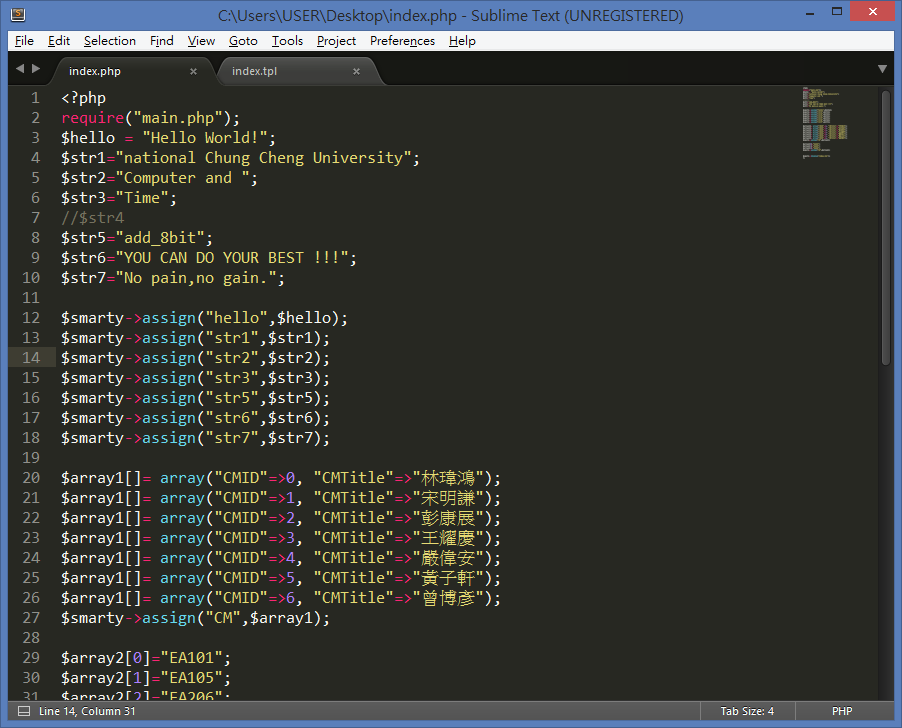 C:\Users\USER\Desktop\index.php - Sublime Text (UNREGISTERED)
File Edit Selection Find View Goto Tools Project Preferences Help
index.php × index.tpl ×
1 <?php
2 require("main.php");
3 $hello = "Hello World!";
4 $str1="national Chung Cheng University";
5 $str2="Computer and ";
6 $str3="Time";
7 //$str4
8 $str5="add_8bit";
9 $str6="YOU CAN DO YOUR BEST !!!";
10 $str7="No pain,no gain.";
11
12 $smarty->assign("hello",$hello);
13 $smarty->assign("str1",$str1);
14 $smarty->assign("str2",$str2);
15 $smarty->assign("str3",$str3);
16 $smarty->assign("str5",$str5);
17 $smarty->assign("str6",$str6);
18 $smarty->assign("str7",$str7);
19
20 $array1[]= array("CMID"=>0, "CMTitle"=>"林瑋鴻");
21 $array1[]= array("CMID"=>1, "CMTitle"=>"宋明謙");
22 $array1[]= array("CMID"=>2, "CMTitle"=>"彭康展");
23 $array1[]= array("CMID"=>3, "CMTitle"=>"王耀慶");
24 $array1[]= array("CMID"=>4, "CMTitle"=>"嚴偉安");
25 $array1[]= array("CMID"=>5, "CMTitle"=>"黃子軒");
26 $array1[]= array("CMID"=>6, "CMTitle"=>"曾博彥");
27 $smarty->assign("CM",$array1);
28
29 $array2[0]="EA101";
30 $array2[1]="EA105";
31 $array2[2]="EA206";
Line 14, Column 31 Tab Size: 4 PHP